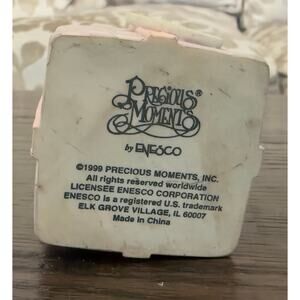 PRECIOUS®
MOMENTS
by ENESCO
©1999 PRECIOUS MOMENTS, INC.
All rights reserved worldwide
LICENSEE ENESCO CORPORATION
ENESCO is a registered U.S. trademark
ELK GROVE VILLAGE, IL 60007
Made in China